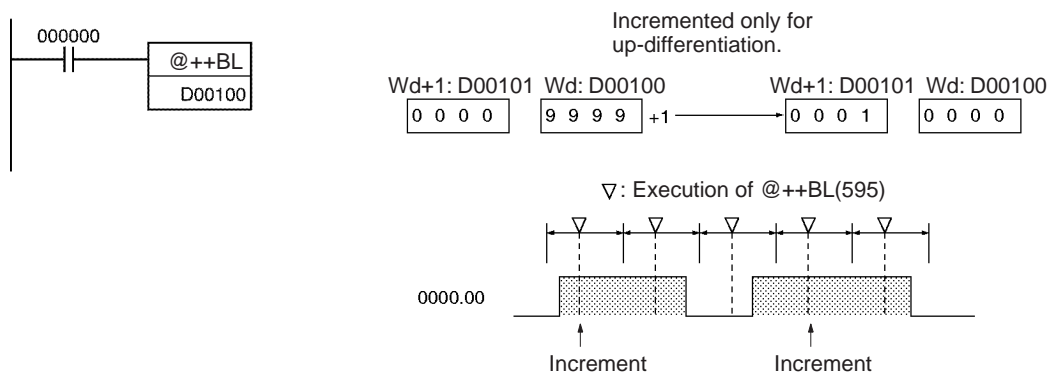 000000
@++BL
D00100
Incremented only for
up-differentiation.
Wd+1: D00101 Wd: D00100 Wd+1: D00101 Wd: D00100
0 0 0 0 9 9 9 9 +1 0 0 0 1 0 0 0 0
▽: Execution of @++BL(595)
0000.00
Increment Increment